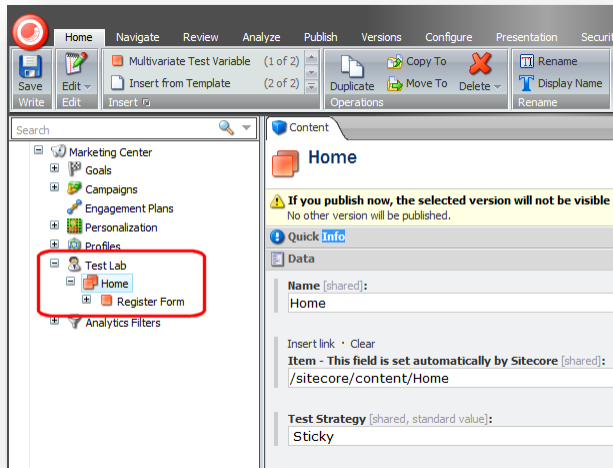 Home Navigate Review Analyze Publish Versions Configure Presentation Securi
Save
Write
Edit
Edit
Multivariate Test Variable (1 of 2)
Insert from Template (2 of 2)
Insert
Duplicate
Copy To
Move To
Delete
Operations
Rename
Display Name
Rename
Search
Marketing Center
Goals
Campaigns
Engagement Plans
Personalization
Profiles
Test Lab
Home
Register Form
Analytics Filters
Content
Home
If you publish now, the selected version will not be visible
No other version will be published.
Quick Info
Data
Name [shared]:
Home
Insert link · Clear
Item - This field is set automatically by Sitecore [shared]:
/sitecore/content/Home
Test Strategy [shared, standard value]:
Sticky